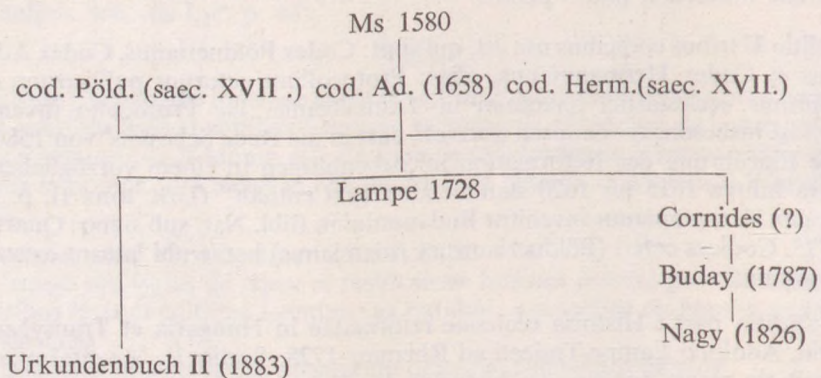 Ms 1580
cod. Pöld. (saec. XVII .) cod. Ad. (1658) cod. Herm.(saec. XVII.)
Lampe 1728
Cornides (?)
Buday (1787)
Nagy (1826)
Urkundenbuch II (1883)